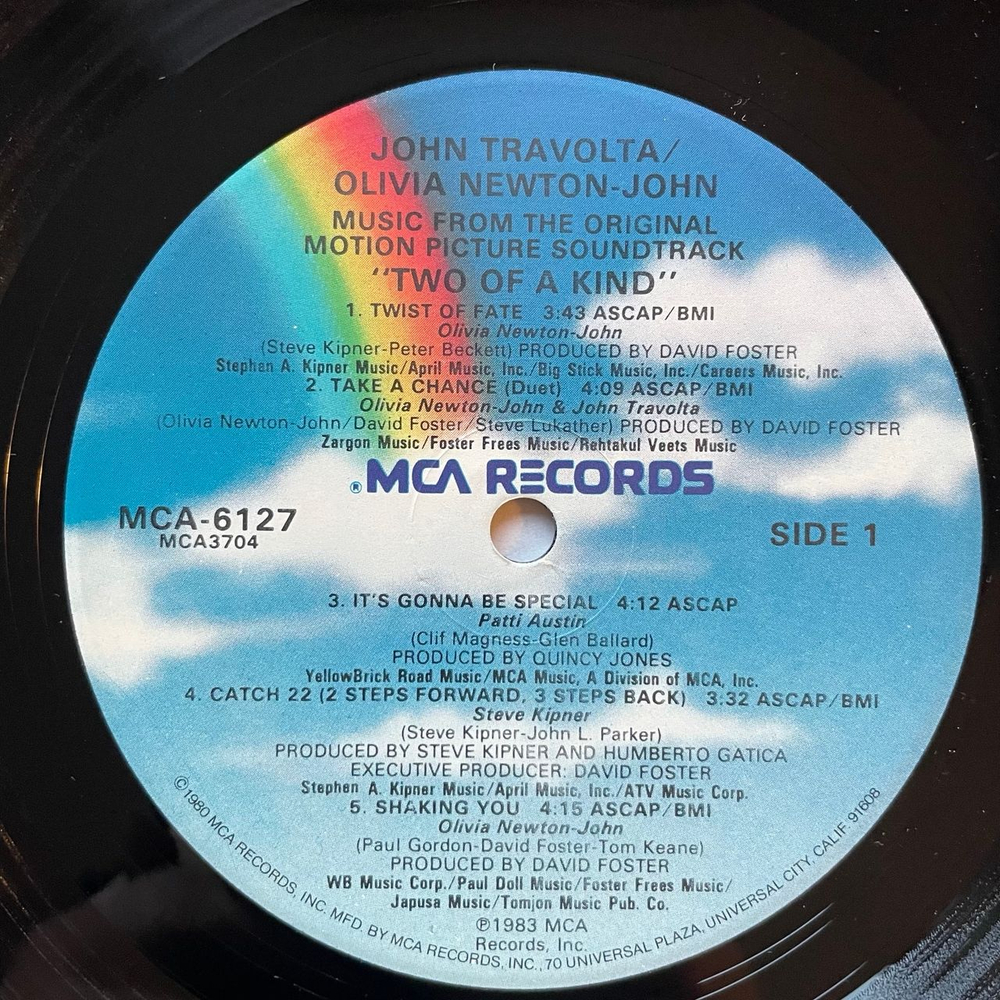 JOHN TRAVOLTA/
OLIVIA NEWTON-JOHN
MUSIC FROM THE ORIGINAL
MOTION PICTURE SOUNDTRACK
"TWO OF A KIND"
1. TWIST OF FATE 3:43 ASCAP/BMI
Olivia Newton-John
(Steve Kipner-Peter Beckett) PRODUCED BY DAVID FOSTER
Stephen A. Kipner Music/April Music, Inc./Big Stick Music, Inc./Careers Music, Inc.
2. TAKE A CHANCE (Duet) 4:09 ASCAP/BMI
Olivia Newton-John & John Travolta
(Olivia Newton-John/David Foster/Steve Lukather) PRODUCED BY DAVID FOSTER
Zargon Music/Foster Frees Music/Rehtakul Veets Music
®MCA RECORDS
MCA-6127
MCA3704
SIDE 1
3. IT'S GONNA BE SPECIAL 4:12 ASCAP
Patti Austin
(Clif Magness-Glen Ballard)
PRODUCED BY QUINCY JONES
YellowBrick Road Music/MCA Music, A Division of MCA, Inc.
4. CATCH 22 (2 STEPS FORWARD, 3 STEPS BACK) 3:32 ASCAP/BMI
Steve Kipner
(Steve Kipner-John L. Parker)
PRODUCED BY STEVE KIPNER AND HUMBERTO GATICA
EXECUTIVE PRODUCER: DAVID FOSTER
Stephen A. Kipner Music/April Music, Inc./ATV Music Corp.
5. SHAKING YOU 4:15 ASCAP/BMI
Olivia Newton-John
(Paul Gordon-David Foster-Tom Keane)
PRODUCED BY DAVID FOSTER
WB Music Corp./Paul Doll Music/Foster Frees Music/
Japusa Music/Tomjon Music Pub. Co.
℗1983 MCA
Records, Inc.
©1980 MCA RECORDS, INC. MFD. BY MCA RECORDS, INC., 70 UNIVERSAL PLAZA, UNIVERSAL CITY, CALIF. 91608